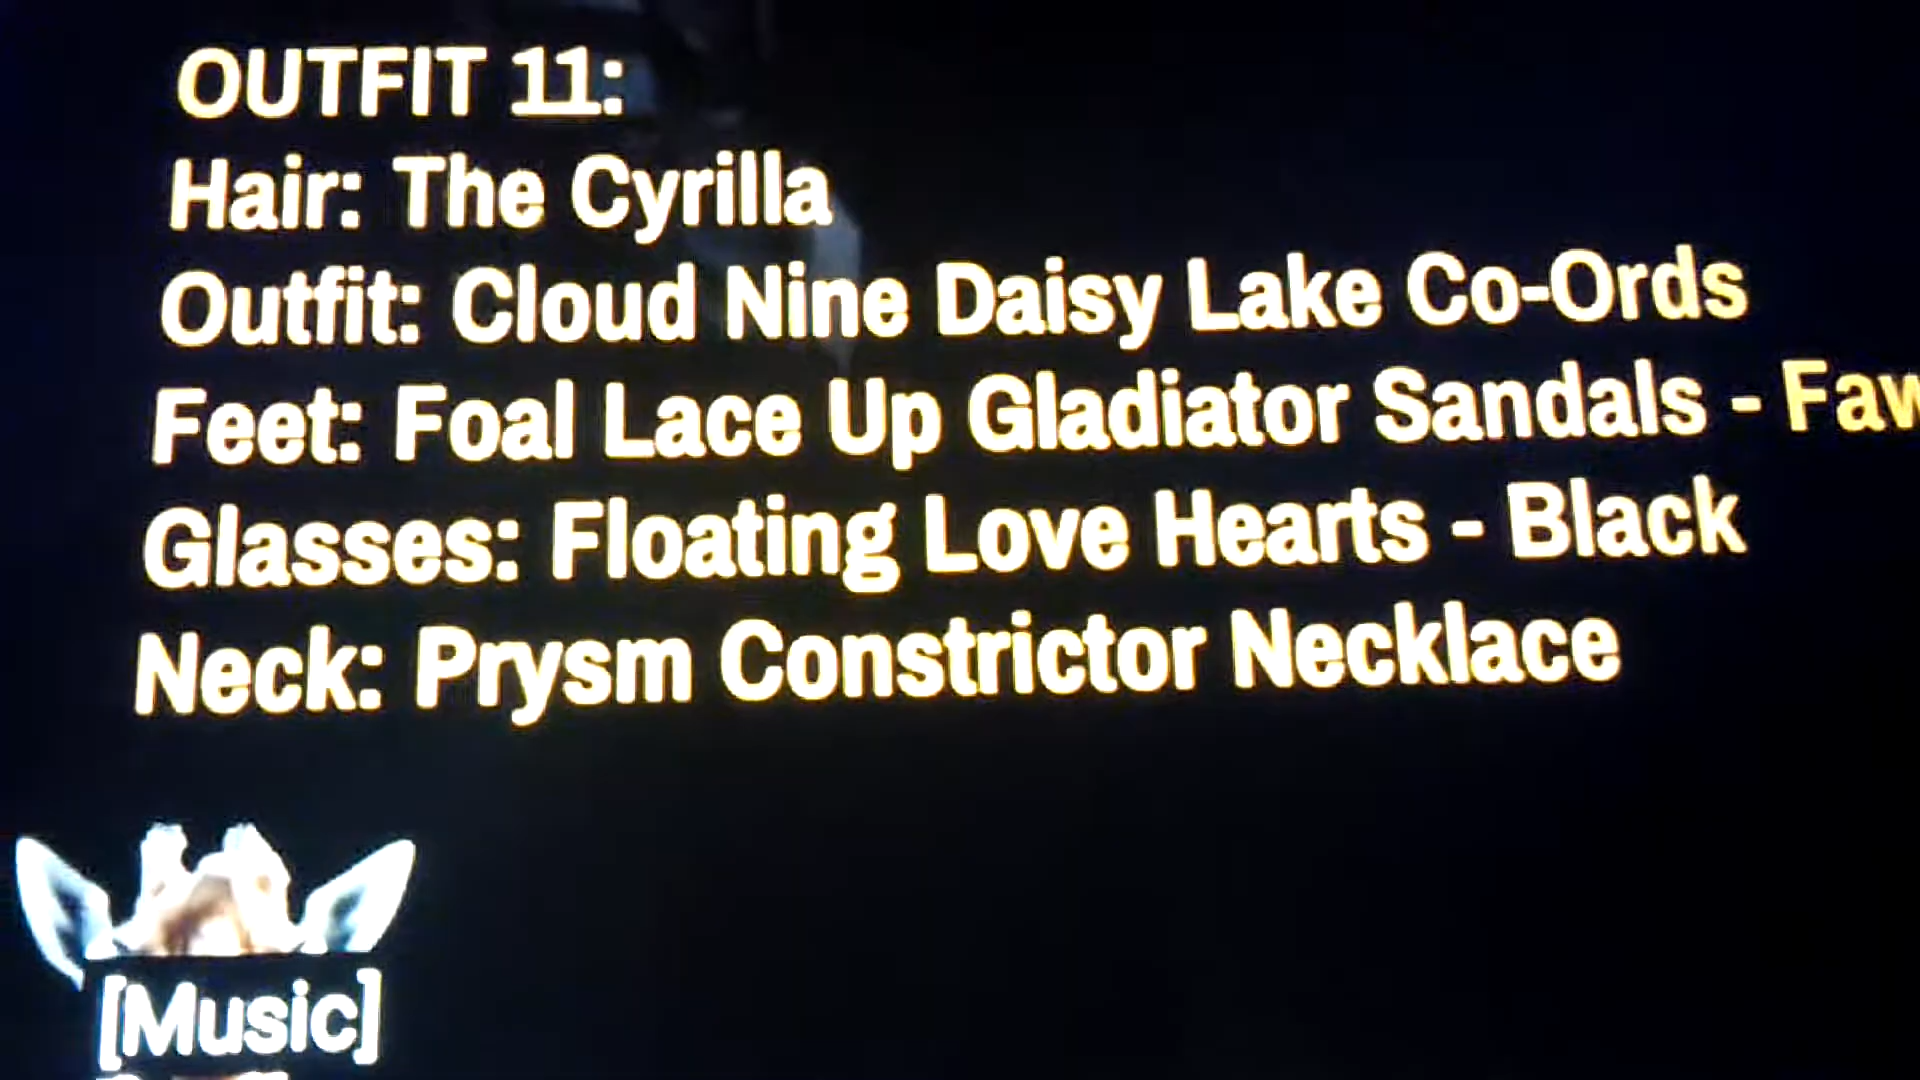 OUTFIT 11:
Hair: The Cyrilla
Outfit: Cloud Nine Daisy Lake Co-Ords
Feet: Foal Lace Up Gladiator Sandals -
Glasses: Floating Love Hearts - Black
Neck: Prysm Constrictor Necklace
[Music]